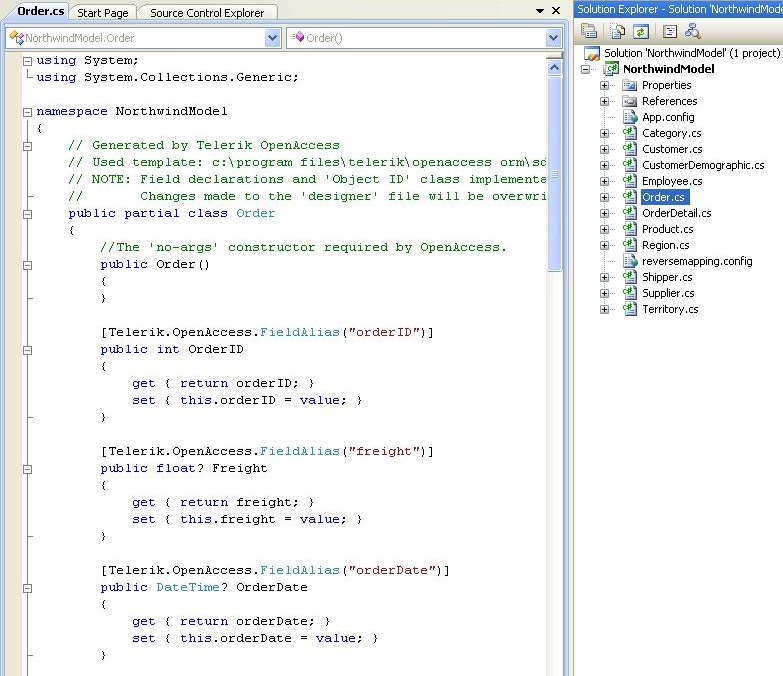 Order.cs Start Page Source Control Explorer
NorthwindModel.Order Order()
using System;
using System.Collections.Generic;
namespace NorthwindModel
{
// Generated by Telerik OpenAccess
// Used template: c:\program files\telerik\openaccess orm\sd
// NOTE: Field declarations and 'Object ID' class implementa
// Changes made to the 'designer' file will be overwri
public partial class Order
{
//The 'no-args' constructor required by OpenAccess.
public Order()
{
}
[Telerik.OpenAccess.FieldAlias("orderID")]
public int OrderID
{
get { return orderID; }
set { this.orderID = value; }
}
[Telerik.OpenAccess.FieldAlias("freight")]
public float? Freight
{
get { return freight; }
set { this.freight = value; }
}
[Telerik.OpenAccess.FieldAlias("orderDate")]
public DateTime? OrderDate
{
get { return orderDate; }
set { this.orderDate = value; }
}
Solution Explorer - Solution 'NorthwindMode
Solution 'NorthwindModel' (1 project)
NorthwindModel
Properties
References
App.config
Category.cs
Customer.cs
CustomerDemographic.cs
Employee.cs
Order.cs
OrderDetail.cs
Product.cs
Region.cs
reversemapping.config
Shipper.cs
Supplier.cs
Territory.cs